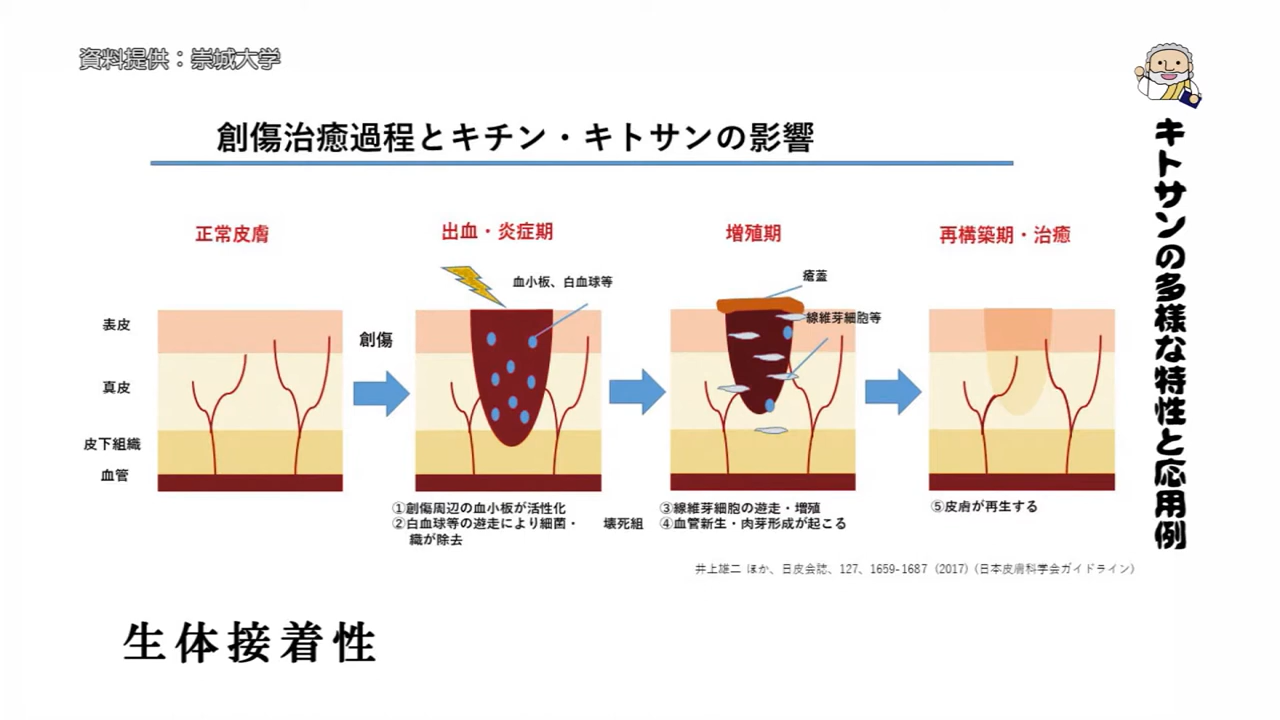 資料提供：崇城大学
創傷治癒過程とキチン・キトサンの影響
キトサンの多様な特性と応用例
正常皮膚
出血・炎症期
増殖期
再構築期・治癒
血小板、白血球等
瘡蓋
線維芽細胞等
表皮
真皮
皮下組織
血管
創傷
①創傷周辺の血小板が活性化
②白血球等の遊走により細菌・　壊死組
織が除去
③線維芽細胞の遊走・増殖
④血管新生・肉芽形成が起こる
⑤皮膚が再生する
井上雄二 ほか、日皮会誌、127、1659-1687（2017）（日本皮膚科学会ガイドライン）
生体接着性